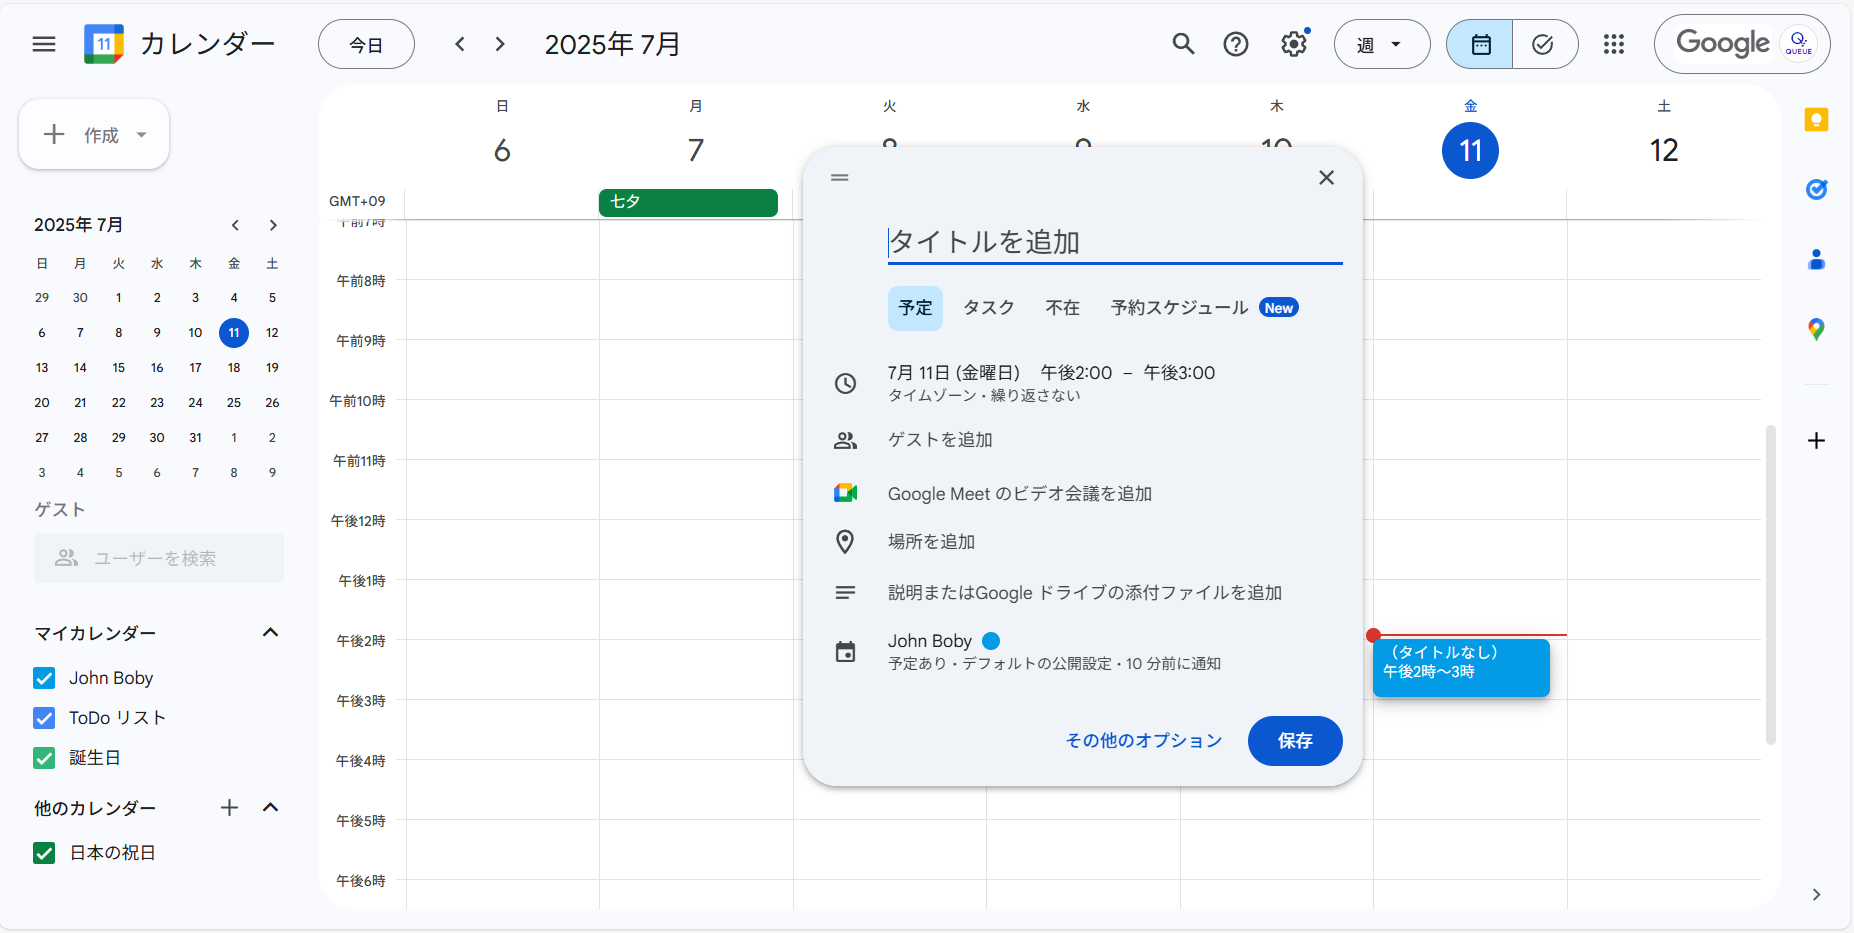 11 カレンダー 今日 2025年 7月 週 Google QUEUE
作成
日 月 火 水 木 金 土
6 7 8 9 10 11 12
GMT+09 七夕
2025年 7月
日 月 火 水 木 金 土
29 30 1 2 3 4 5
6 7 8 9 10 11 12
13 14 15 16 17 18 19
20 21 22 23 24 25 26
27 28 29 30 31 1 2
3 4 5 6 7 8 9
ゲスト
ユーザーを検索
マイカレンダー
John Boby
ToDo リスト
誕生日
他のカレンダー
日本の祝日
午前7時
午前8時
午前9時
午前10時
午前11時
午後12時
午後1時
午後2時
午後3時
午後4時
午後5時
午後6時
タイトルを追加
予定 タスク 不在 予約スケジュール New
7月 11日 (金曜日) 午後2:00 – 午後3:00
タイムゾーン・繰り返さない
ゲストを追加
Google Meet のビデオ会議を追加
場所を追加
説明またはGoogle ドライブの添付ファイルを追加
John Boby
予定あり・デフォルトの公開設定・10 分前に通知
その他のオプション 保存
（タイトルなし）
午後2時～3時